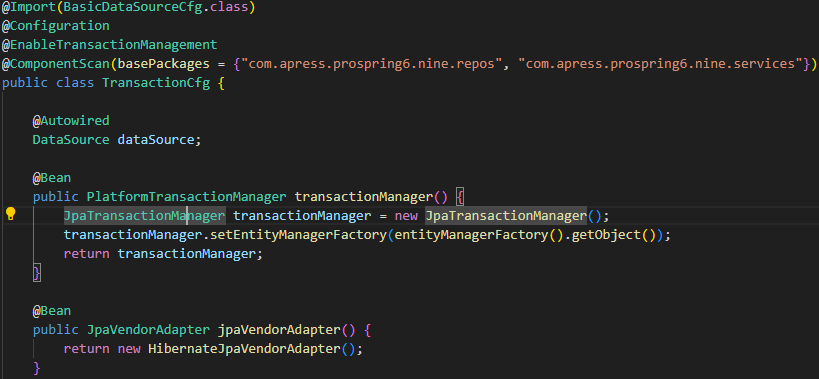 @Import(BasicDataSourceCfg.class)
@Configuration
@EnableTransactionManagement
@ComponentScan(basePackages = {"com.apress.prospring6.nine.repos", "com.apress.prospring6.nine.services"})
public class TransactionCfg {
@Autowired
DataSource dataSource;
@Bean
public PlatformTransactionManager transactionManager() {
JpaTransactionManager transactionManager = new JpaTransactionManager();
transactionManager.setEntityManagerFactory(entityManagerFactory().getObject());
return transactionManager;
}
@Bean
public JpaVendorAdapter jpaVendorAdapter() {
return new HibernateJpaVendorAdapter();
}